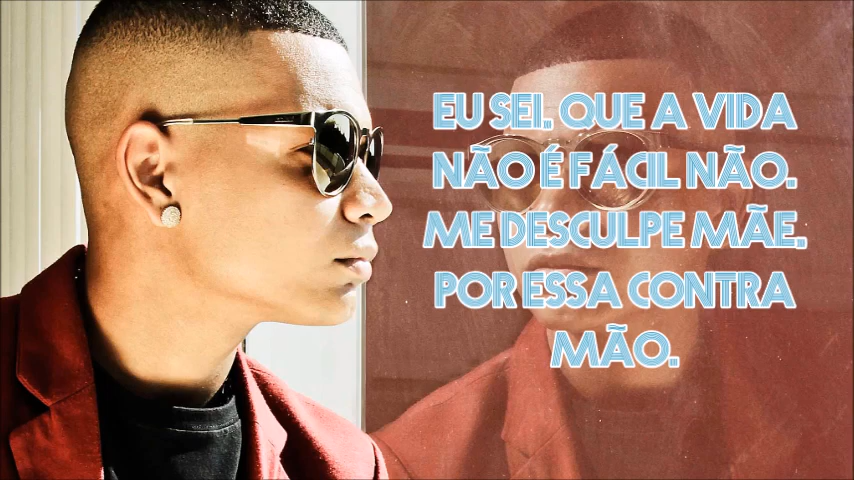 EU SEI. QUE A VIDA
NÃO É FÁCIL NÃO.
ME DESCULPE MÃE.
POR ESSA CONTRA
MÃO.